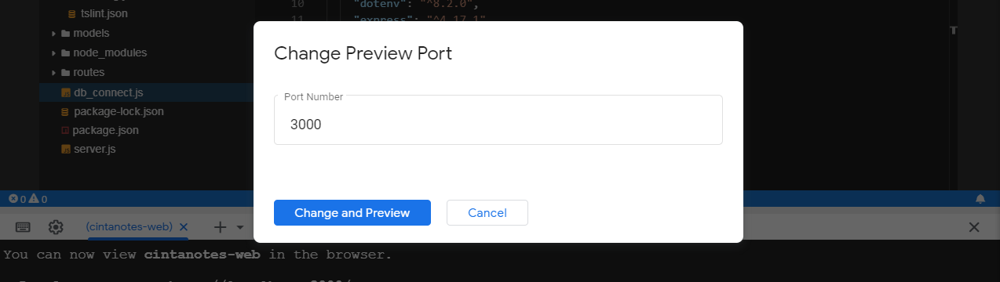 tslint.json
models
node_modules
routes
db_connect.js
package-lock.json
package.json
server.js
10 "dotenv": "^8.2.0",
11 "express": "^4.17.1"
Change Preview Port
Port Number
3000
Change and Preview Cancel
0 0
(cintanotes-web)
You can now view cintanotes-web in the browser.